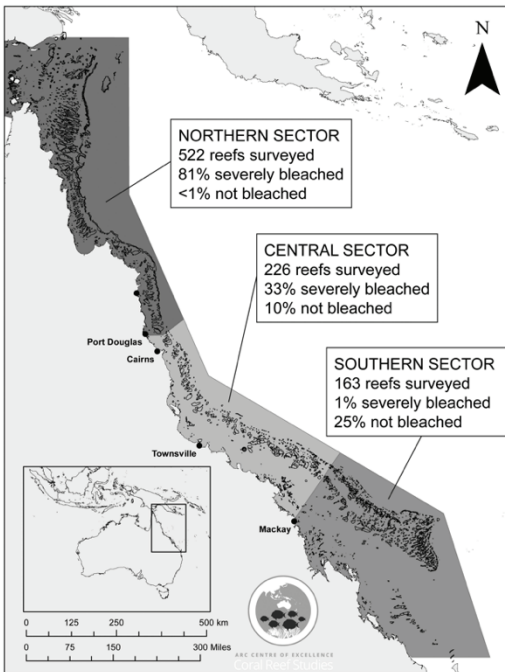 N
NORTHERN SECTOR
522 reefs surveyed
81% severely bleached
<1% not bleached
CENTRAL SECTOR
226 reefs surveyed
33% severely bleached
10% not bleached
Port Douglas
Cairns
SOUTHERN SECTOR
163 reefs surveyed
1% severely bleached
25% not bleached
Townsville
Mackay
0 125 250 500 km
0 75 150 300 Miles
ARC CENTRE OF EXCELLENCE
Coral Reef Studies